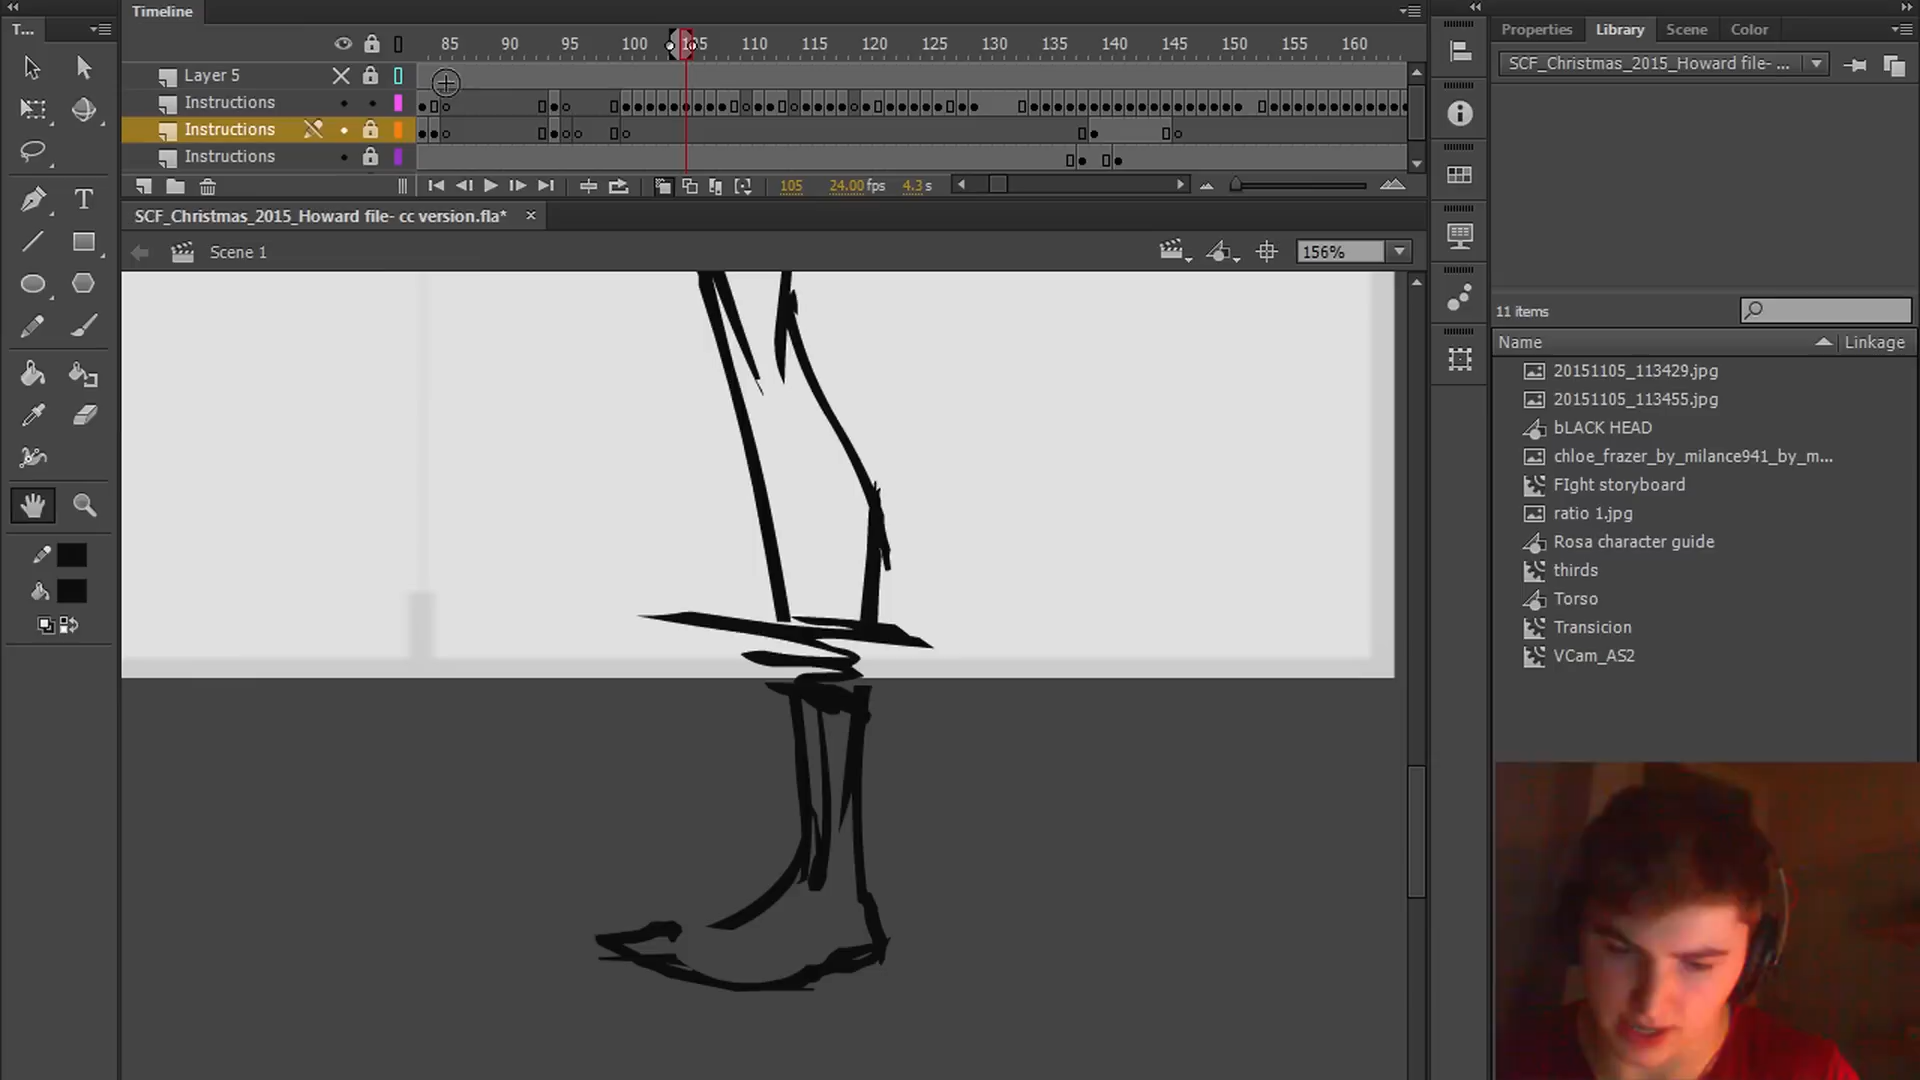 Timeline
T...
85 90 95 100 105 110 115 120 125 130 135 140 145 150 155 160
Layer 5
Instructions
Instructions
Instructions
105 24.00 fps 4.3 s
SCF_Christmas_2015_Howard file- cc version.fla*
Scene 1
156%
Properties Library Scene Color
SCF_Christmas_2015_Howard file- ...
11 items
Name Linkage
20151105_113429.jpg
20151105_113455.jpg
bLACK HEAD
chloe_frazer_by_milance941_by_m...
FIght storyboard
ratio 1.jpg
Rosa character guide
thirds
Torso
Transicion
VCam_AS2